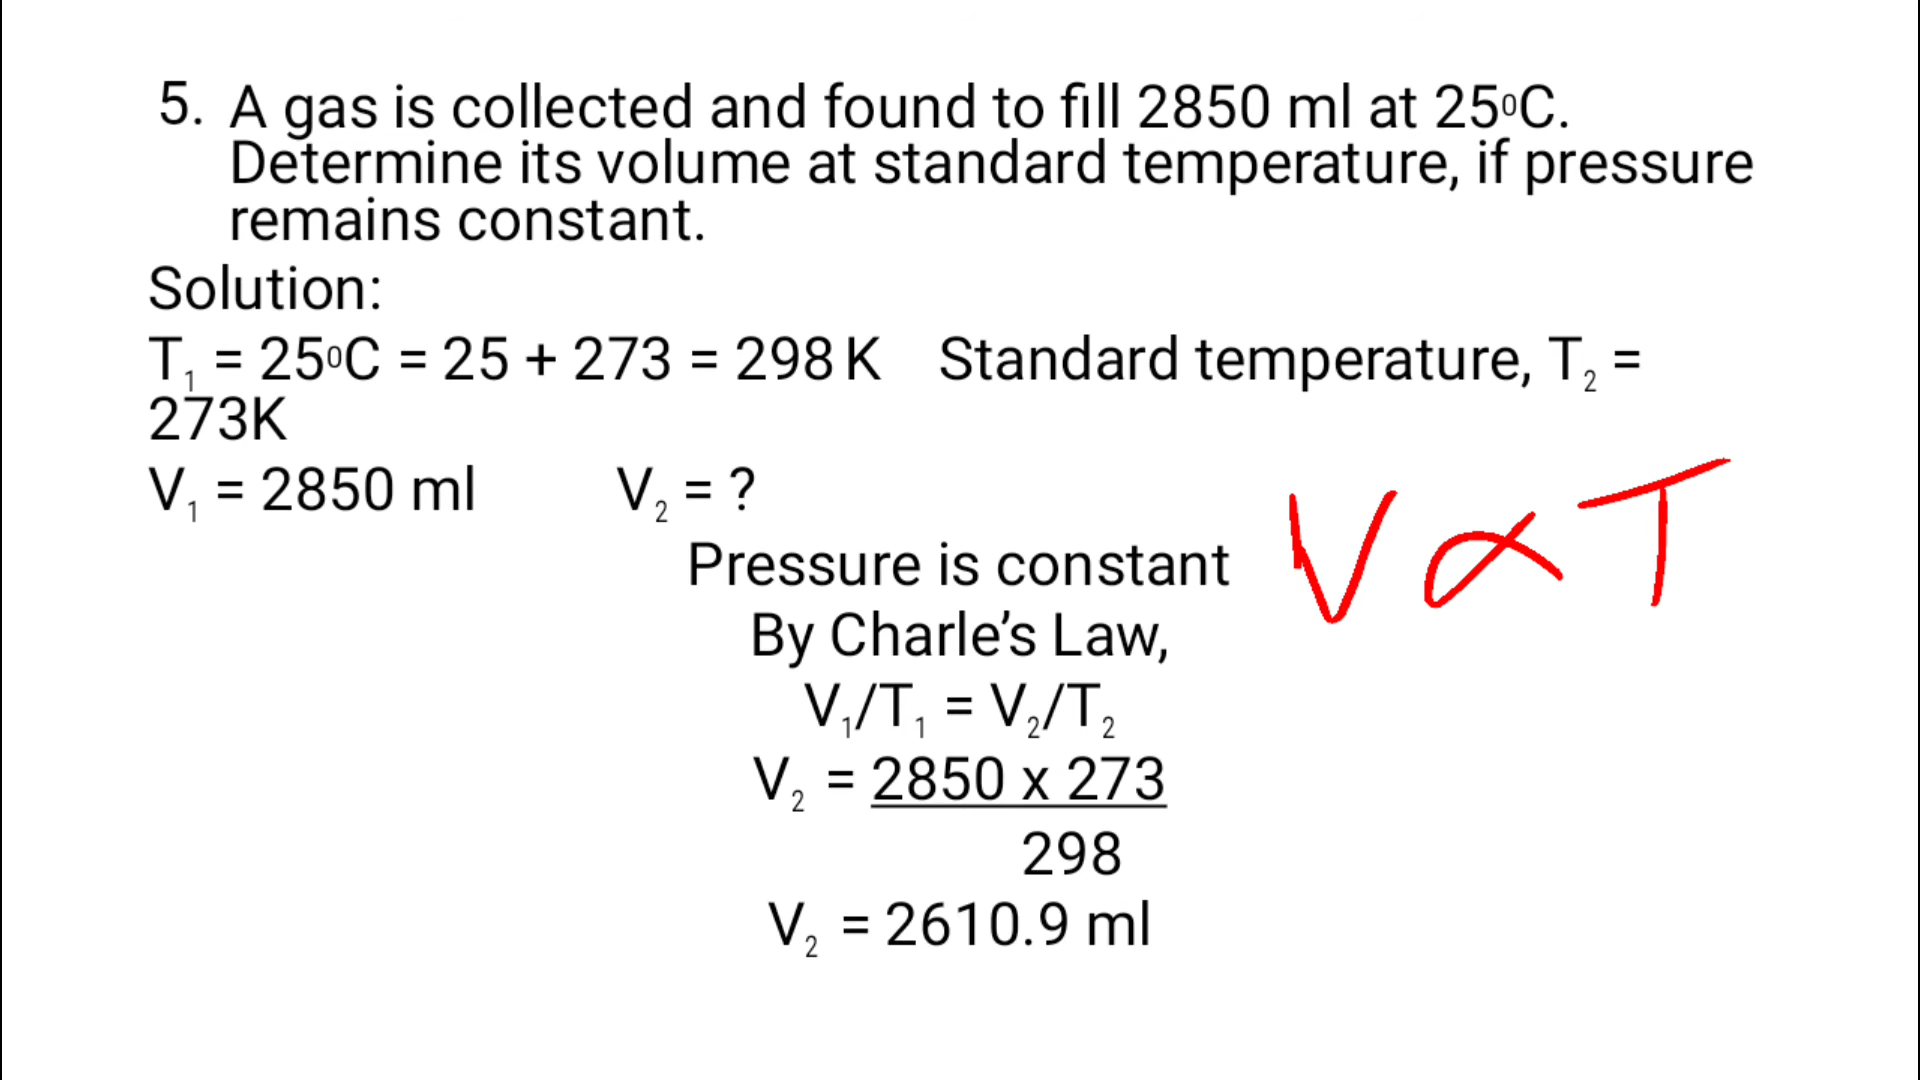 5. A gas is collected and found to fill 2850 ml at 25⁰C.
Determine its volume at standard temperature, if pressure
remains constant.
Solution:
T₁ = 25⁰C = 25 + 273 = 298 K Standard temperature, T₂ =
273K
V₁ = 2850 ml V₂ = ?
Pressure is constant
V ∝ T
By Charle’s Law,
V₁/T₁ = V₂/T₂
V₂ = 2850 x 273
298
V₂ = 2610.9 ml